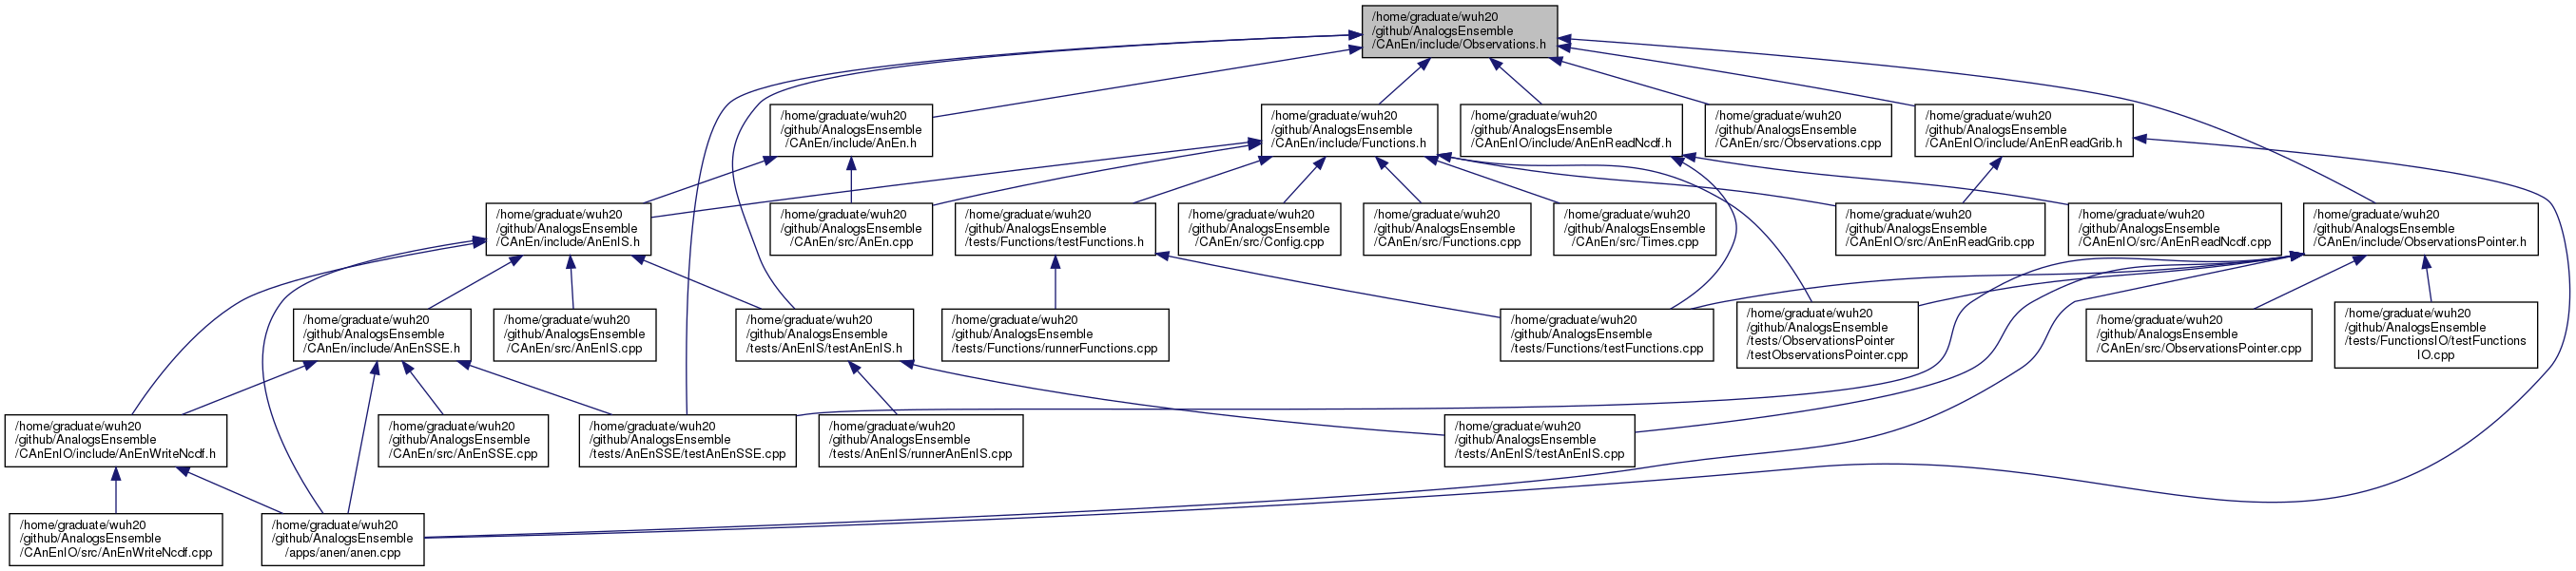 /home/graduate/wuh20
/github/AnalogsEnsemble
/CAnEn/include/Observations.h
/home/graduate/wuh20
/github/AnalogsEnsemble
/CAnEn/include/AnEn.h
/home/graduate/wuh20
/github/AnalogsEnsemble
/CAnEn/include/Functions.h
/home/graduate/wuh20
/github/AnalogsEnsemble
/CAnEnIO/include/AnEnReadNcdf.h
/home/graduate/wuh20
/github/AnalogsEnsemble
/CAnEn/src/Observations.cpp
/home/graduate/wuh20
/github/AnalogsEnsemble
/CAnEnIO/include/AnEnReadGrib.h
/home/graduate/wuh20
/github/AnalogsEnsemble
/CAnEn/include/AnEnIS.h
/home/graduate/wuh20
/github/AnalogsEnsemble
/CAnEn/src/AnEn.cpp
/home/graduate/wuh20
/github/AnalogsEnsemble
/tests/Functions/testFunctions.h
/home/graduate/wuh20
/github/AnalogsEnsemble
/CAnEn/src/Config.cpp
/home/graduate/wuh20
/github/AnalogsEnsemble
/CAnEn/src/Functions.cpp
/home/graduate/wuh20
/github/AnalogsEnsemble
/CAnEn/src/Times.cpp
/home/graduate/wuh20
/github/AnalogsEnsemble
/CAnEnIO/src/AnEnReadGrib.cpp
/home/graduate/wuh20
/github/AnalogsEnsemble
/CAnEnIO/src/AnEnReadNcdf.cpp
/home/graduate/wuh20
/github/AnalogsEnsemble
/CAnEn/include/ObservationsPointer.h
/home/graduate/wuh20
/github/AnalogsEnsemble
/CAnEn/include/AnEnSSE.h
/home/graduate/wuh20
/github/AnalogsEnsemble
/CAnEn/src/AnEnIS.cpp
/home/graduate/wuh20
/github/AnalogsEnsemble
/tests/AnEnIS/testAnEnIS.h
/home/graduate/wuh20
/github/AnalogsEnsemble
/tests/Functions/runnerFunctions.cpp
/home/graduate/wuh20
/github/AnalogsEnsemble
/tests/Functions/testFunctions.cpp
/home/graduate/wuh20
/github/AnalogsEnsemble
/tests/ObservationsPointer
/testObservationsPointer.cpp
/home/graduate/wuh20
/github/AnalogsEnsemble
/CAnEn/src/ObservationsPointer.cpp
/home/graduate/wuh20
/github/AnalogsEnsemble
/tests/FunctionsIO/testFunctions
IO.cpp
/home/graduate/wuh20
/github/AnalogsEnsemble
/CAnEnIO/include/AnEnWriteNcdf.h
/home/graduate/wuh20
/github/AnalogsEnsemble
/CAnEn/src/AnEnSSE.cpp
/home/graduate/wuh20
/github/AnalogsEnsemble
/tests/AnEnSSE/testAnEnSSE.cpp
/home/graduate/wuh20
/github/AnalogsEnsemble
/tests/AnEnIS/runnerAnEnIS.cpp
/home/graduate/wuh20
/github/AnalogsEnsemble
/tests/AnEnIS/testAnEnIS.cpp
/home/graduate/wuh20
/github/AnalogsEnsemble
/CAnEnIO/src/AnEnWriteNcdf.cpp
/home/graduate/wuh20
/github/AnalogsEnsemble
/apps/anen/anen.cpp